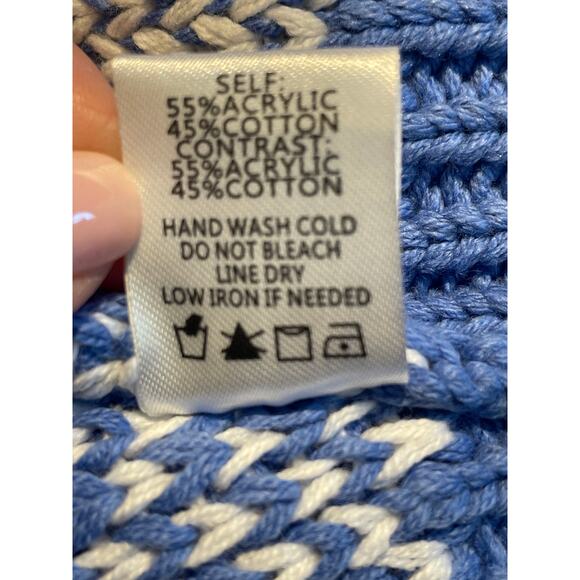 SELF:
55%ACRYLIC
45%COTTON
CONTRAST:
55%ACRYLIC
45%COTTON
HAND WASH COLD
DO NOT BLEACH
LINE DRY
LOW IRON IF NEEDED